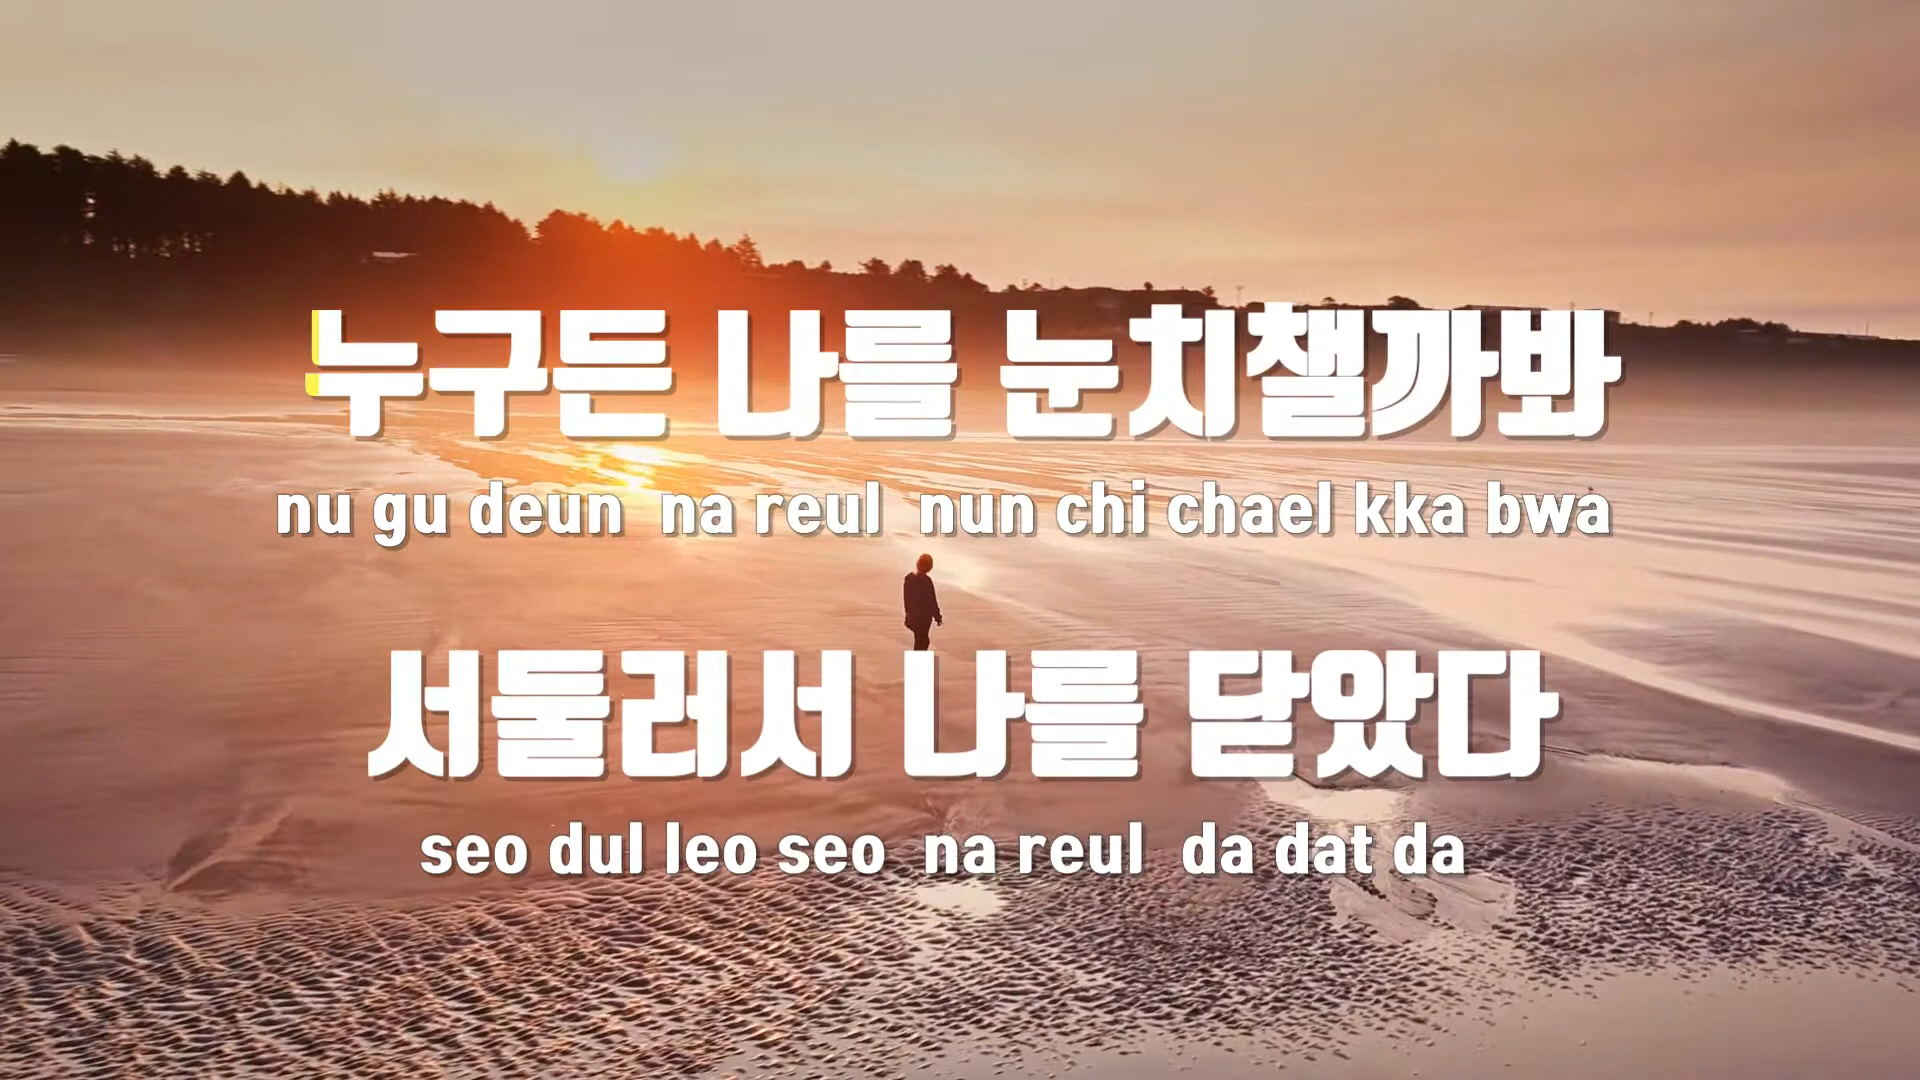 누구든 나를 눈치챌까봐
nu gu deun na reul nun chi chael kka bwa
서둘러서 나를 닫았다
seo dul leo seo na reul da dat da